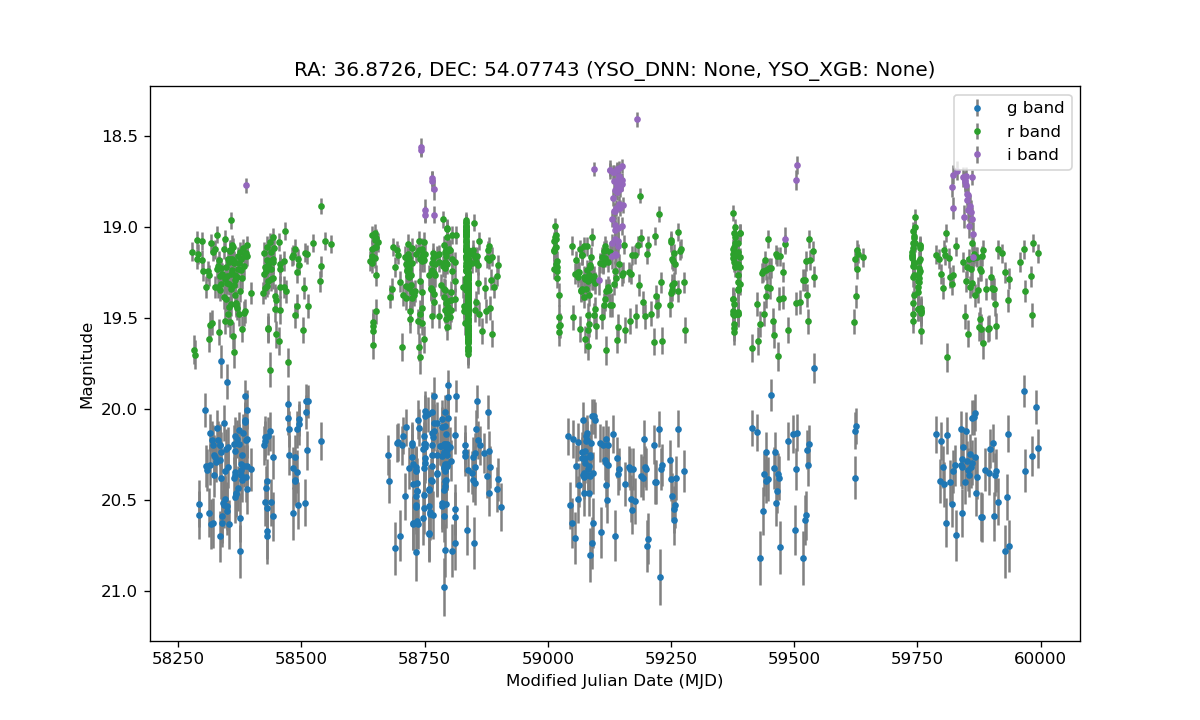 RA: 36.8726, DEC: 54.07743 (YSO_DNN: None, YSO_XGB: None)
g band
r band
i band
18.5
19.0
19.5
20.0
20.5
21.0
Magnitude
58250 58500 58750 59000 59250 59500 59750 60000
Modified Julian Date (MJD)